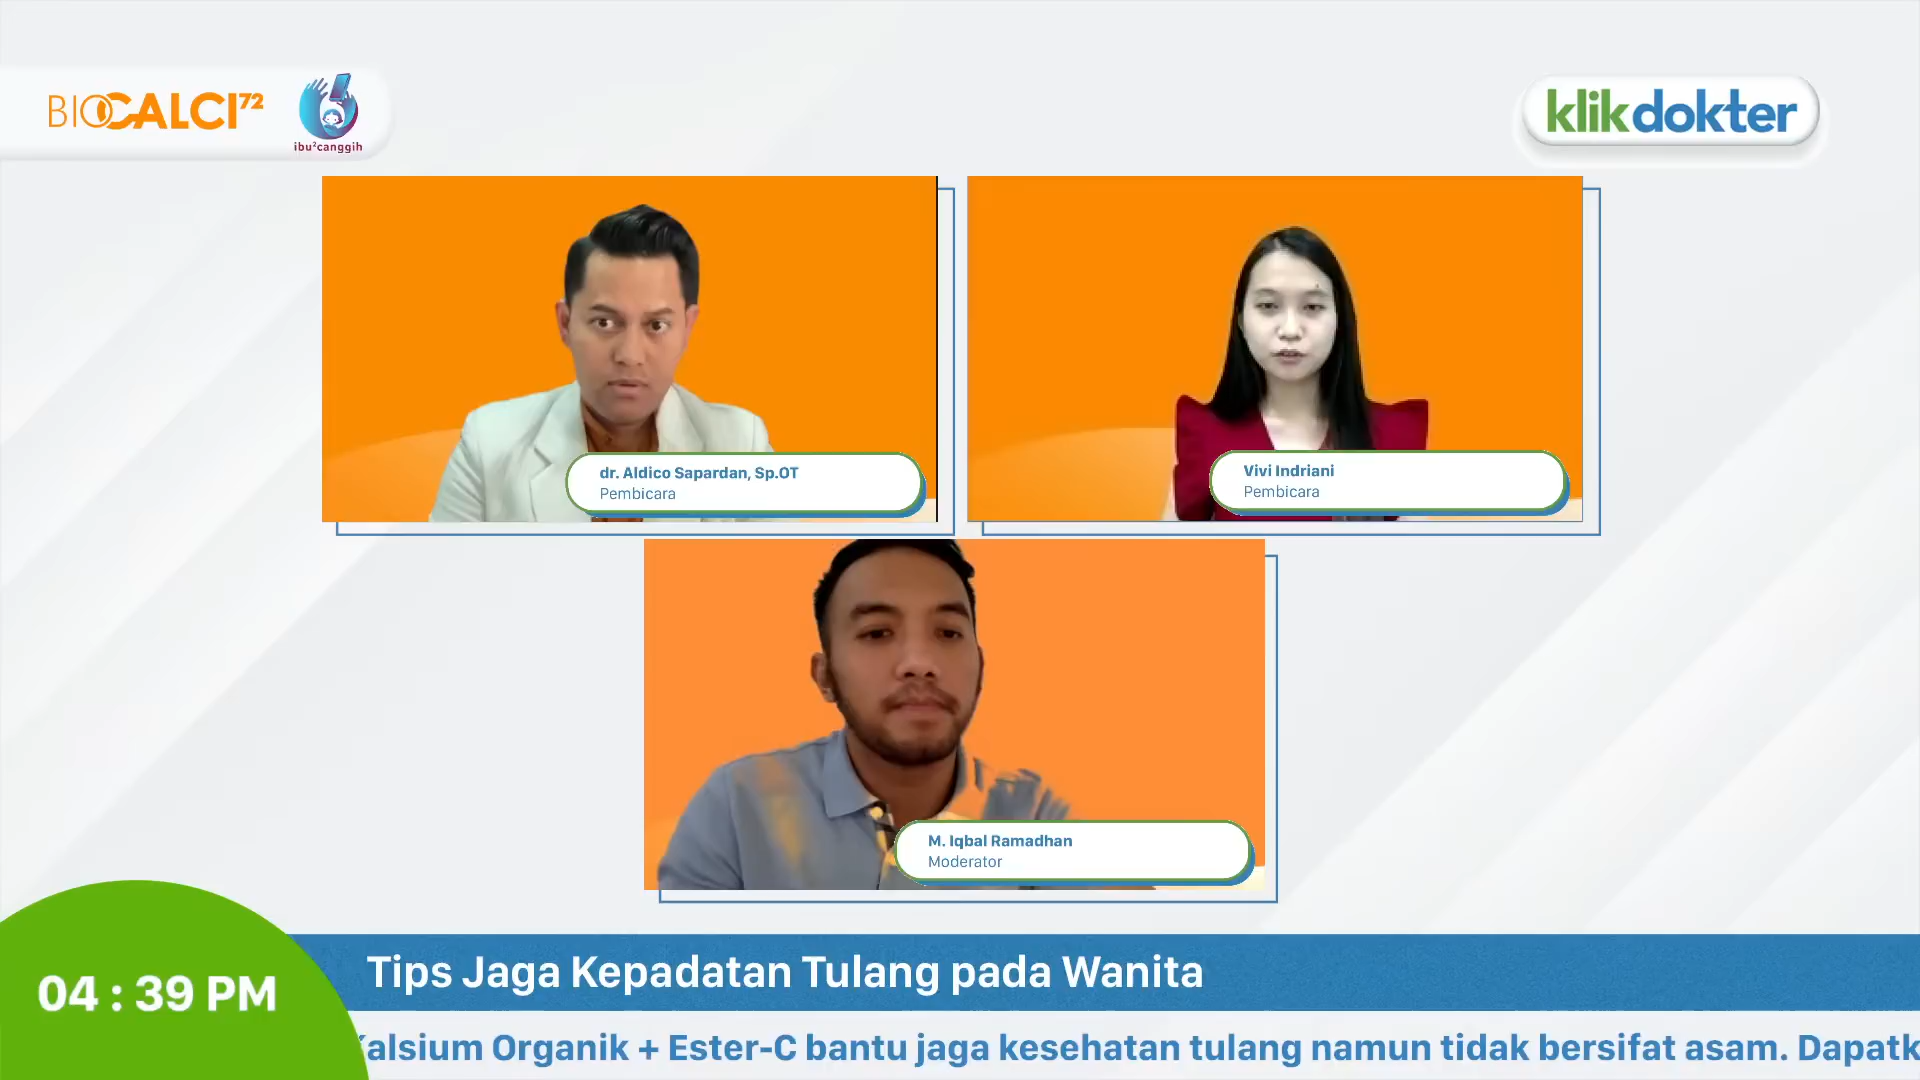 BIOCALCI72
ibu²canggih
klikdokter
dr. Aldico Sapardan, Sp.OT
Pembicara
Vivi Indriani
Pembicara
M. Iqbal Ramadhan
Moderator
04 : 39 PM
Tips Jaga Kepadatan Tulang pada Wanita
Kalsium Organik + Ester-C bantu jaga kesehatan tulang namun tidak bersifat asam. Dapatk